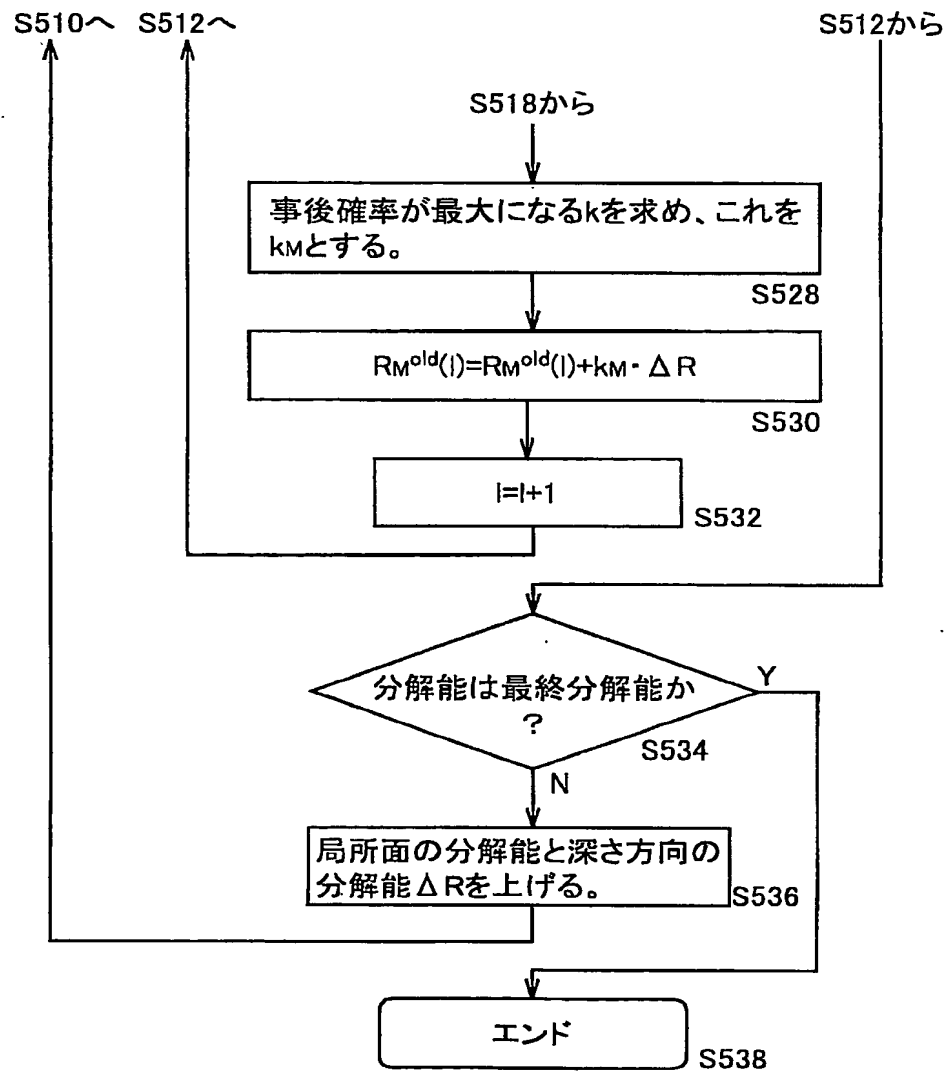 S510へ S512へ S512から
S518から
事後確率が最大になるkを求め、これを
kMとする。
S528
RM^old(l)=RM^old(l)+kM・ΔR
S530
l=l+1
S532
分解能は最終分解能か
?
Y
S534
N
局所面の分解能と深さ方向の
分解能ΔRを上げる。
S536
エンド
S538